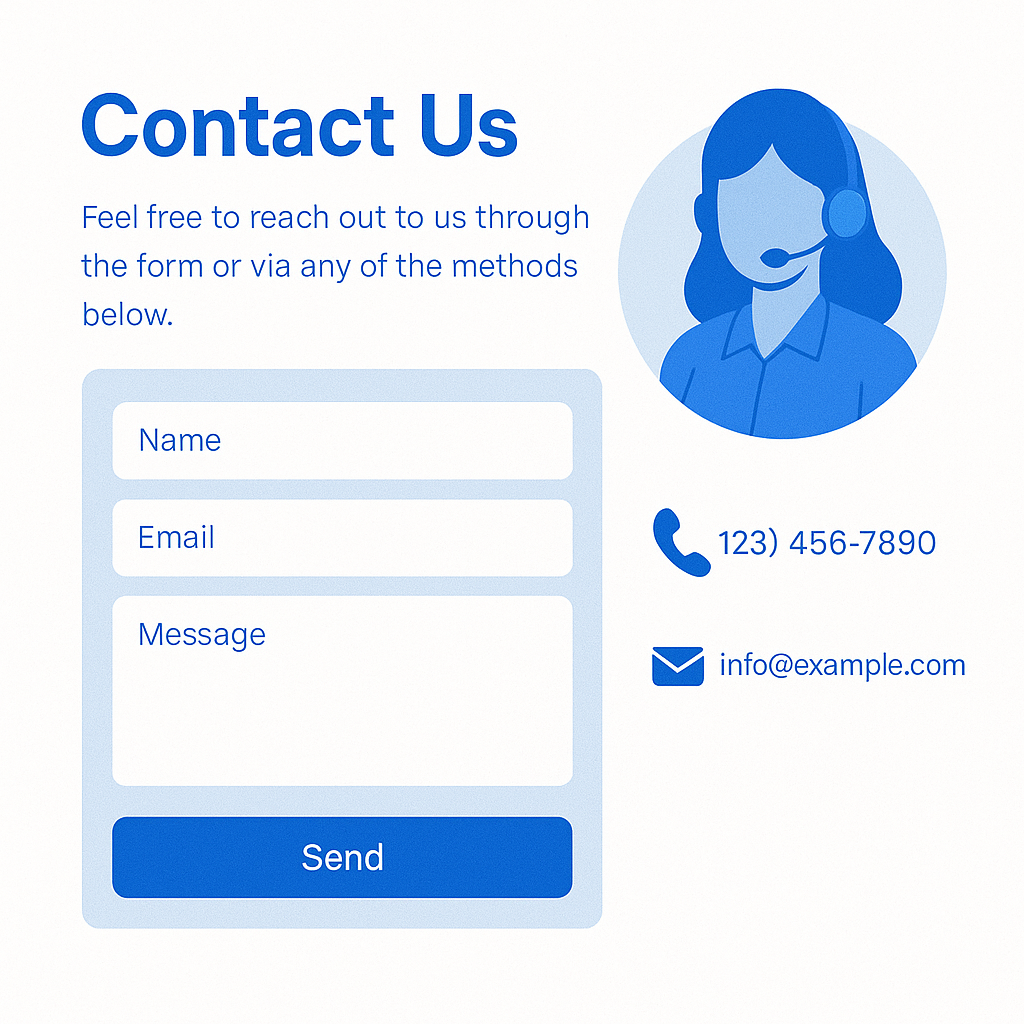 Contact Us
Feel free to reach out to us through
the form or via any of the methods
below.
Name
Email
Message
Send
123) 456-7890
info@example.com